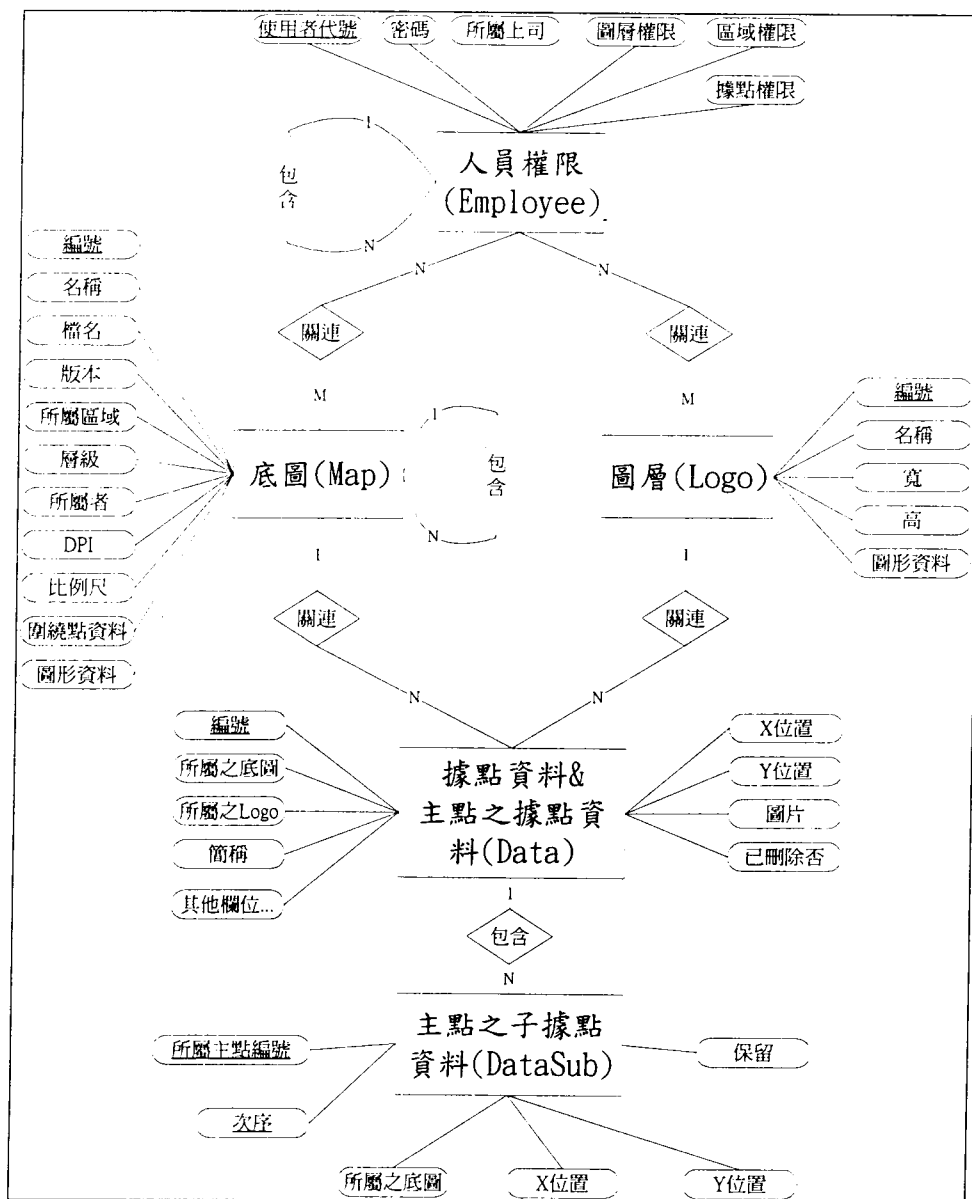 使用者代號
密碼
所屬上司
圖層權限
區域權限
據點權限
人員權限
(Employee)
1
包
含
N
N
N
編號
名稱
檔名
版本
所屬區域
層級
所屬者
DPI
比例尺
圍繞點資料
圖形資料
關連
關連
M
M
底圖(Map)
1
包
含
N
圖層(Logo)
編號
名稱
寬
高
圖形資料
1
1
關連
關連
N
N
編號
所屬之底圖
所屬之Logo
簡稱
其他欄位...
據點資料&
主點之據點資
料(Data)
X位置
Y位置
圖片
已刪除否
1
包含
N
主點之子據點
資料(DataSub)
所屬主點編號
次序
保留
所屬之底圖
X位置
Y位置